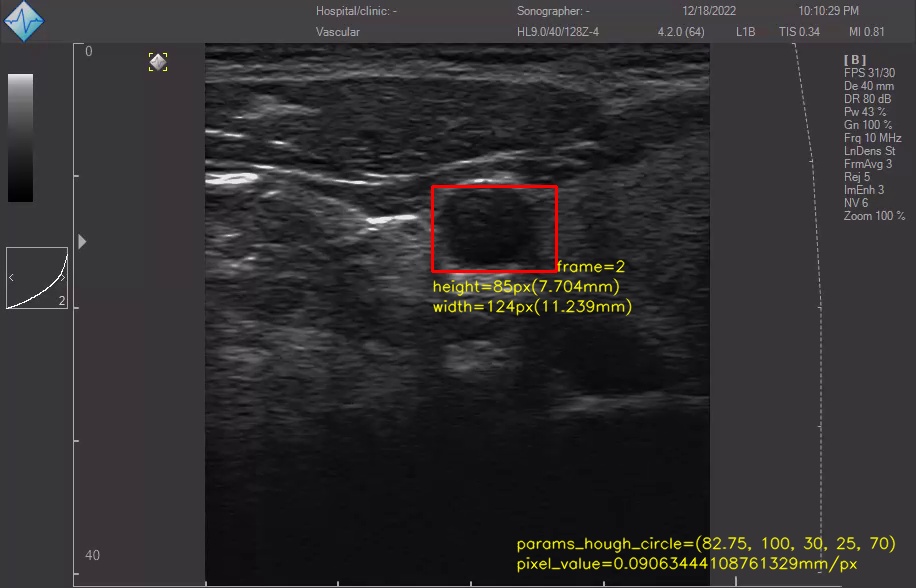 Hospital/clinic: - Sonographer: - 12/18/2022 10:10:29 PM
Vascular HL9.0/40/128Z-4 4.2.0 (64) L1B TIS 0.34 MI 0.81
0
[ B ]
FPS 31/30
De 40 mm
DR 80 dB
Pw 43 %
Gn 100 %
Frq 10 MHz
LnDens St
FrmAvg 3
Rej 5
ImEnh 3
NV 6
Zoom 100 %
frame=2
height=85px(7.704mm)
2
width=124px(11.239mm)
params_hough_circle=(82.75, 100, 30, 25, 70)
40
pixel_value=0.09063444108761329mm/px